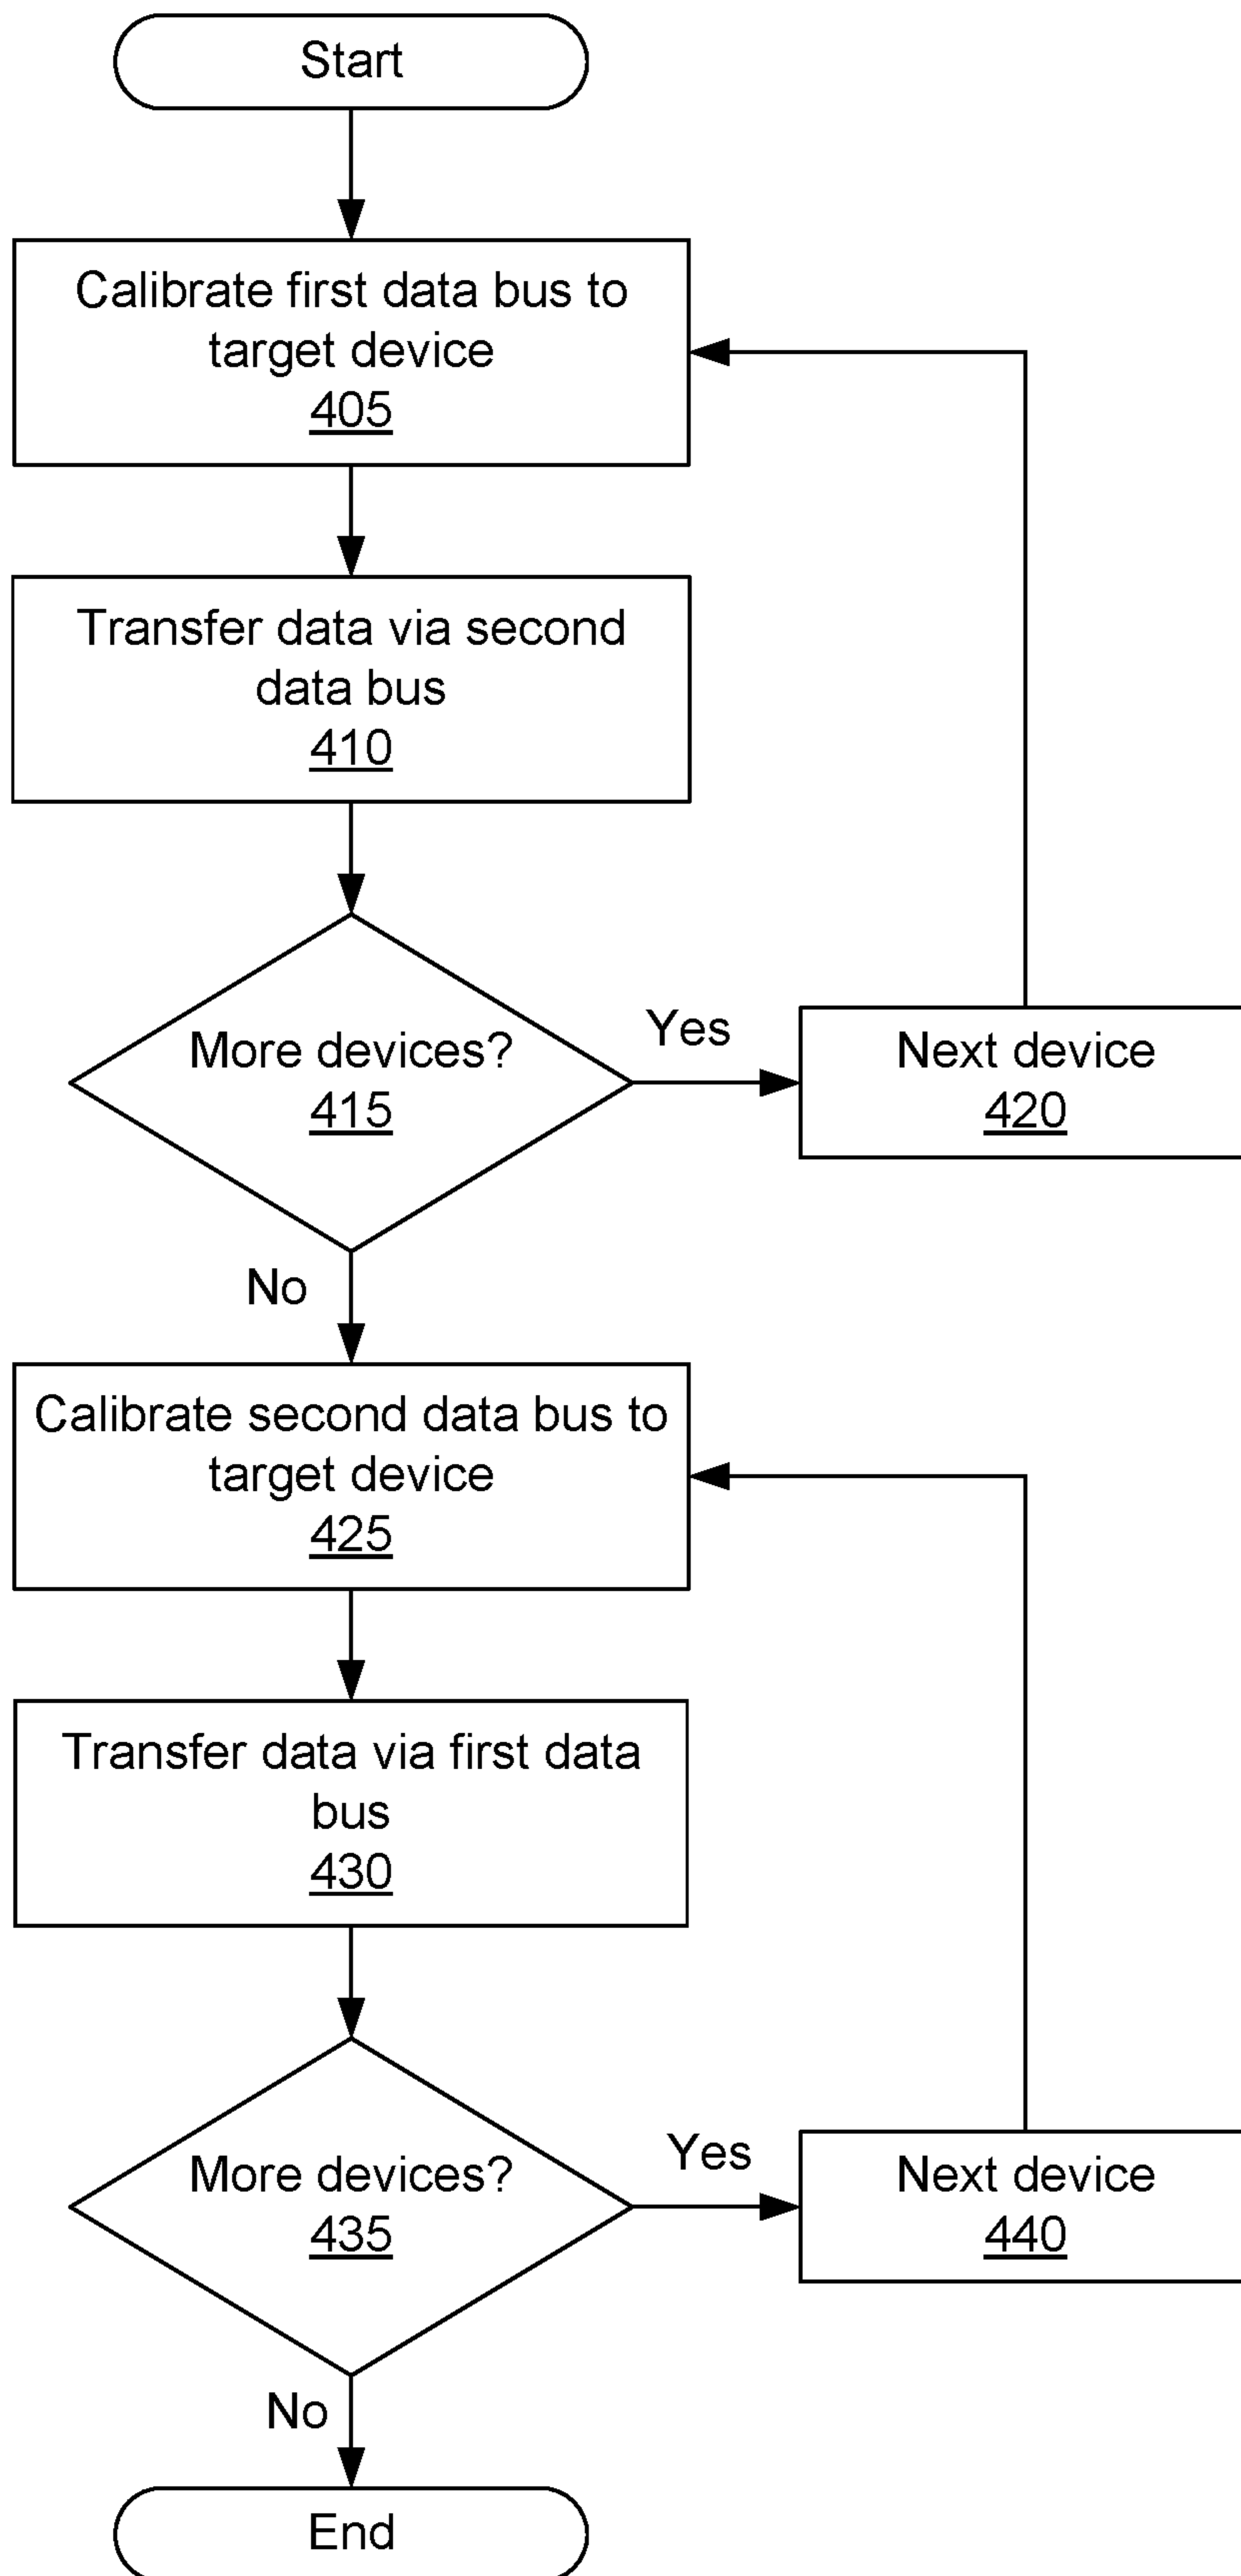 Start
Calibrate first data bus to
target device
405
Transfer data via second
data bus
410
More devices?
415
Yes
Next device
420
No
Calibrate second data bus to
target device
425
Transfer data via first data
bus
430
More devices?
435
Yes
Next device
440
No
End